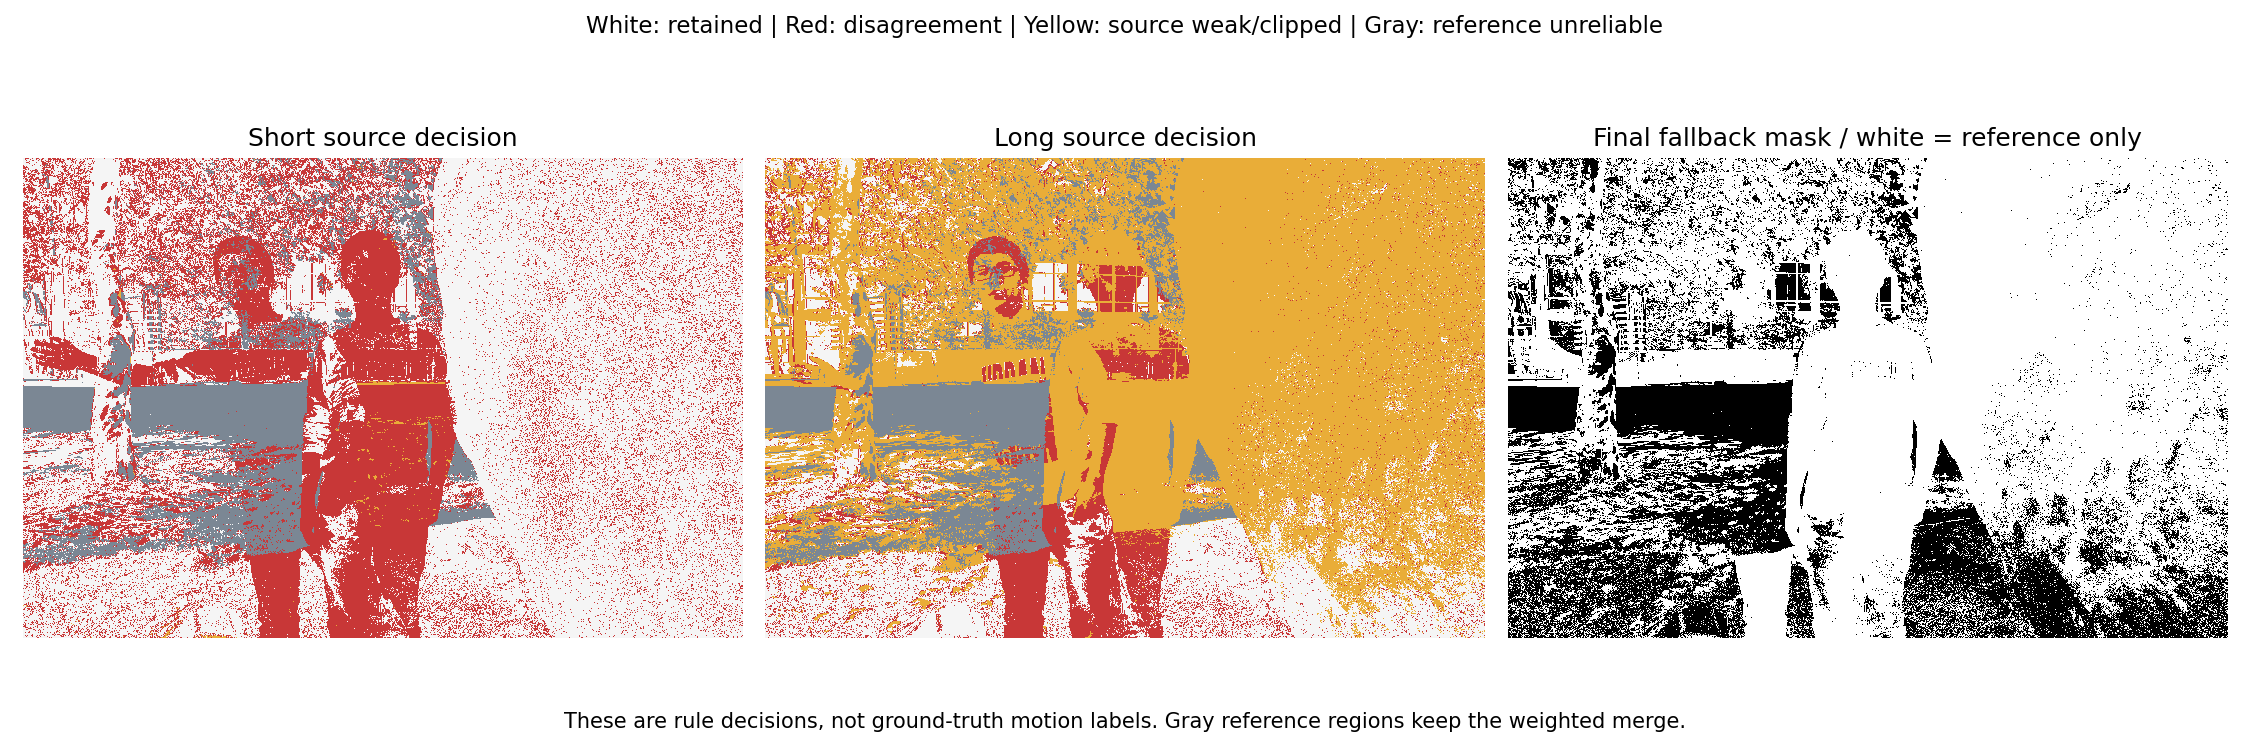 White: retained | Red: disagreement | Yellow: source weak/clipped | Gray: reference unreliable
Short source decision
Long source decision
Final fallback mask / white = reference only
These are rule decisions, not ground-truth motion labels. Gray reference regions keep the weighted merge.